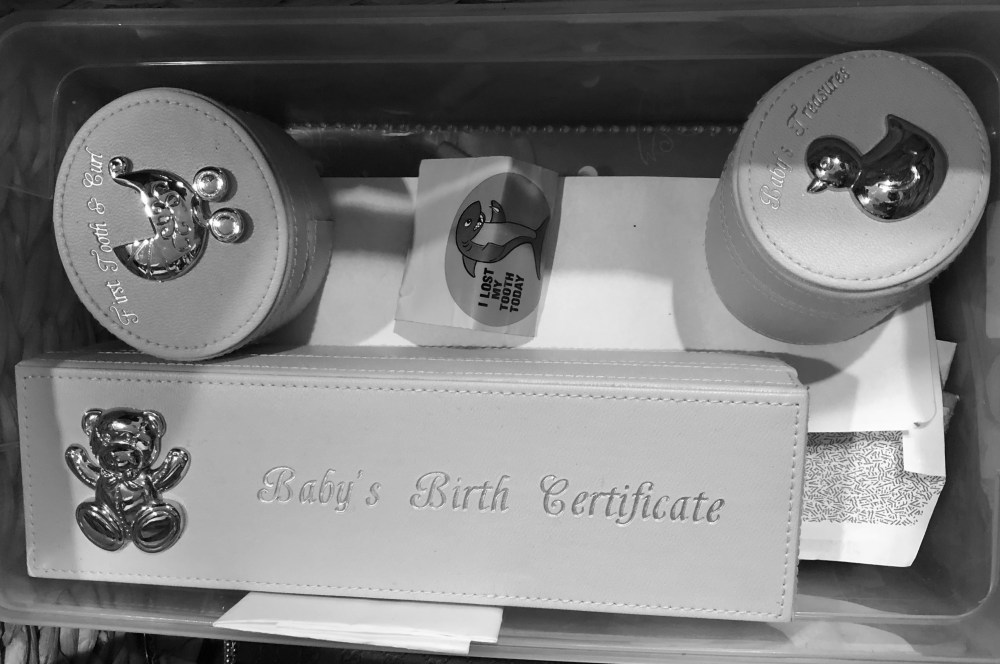 First Tooth & Curl
I LOST
MY
TOOTH
TODAY
Baby's Treasures
Baby's Birth Certificate